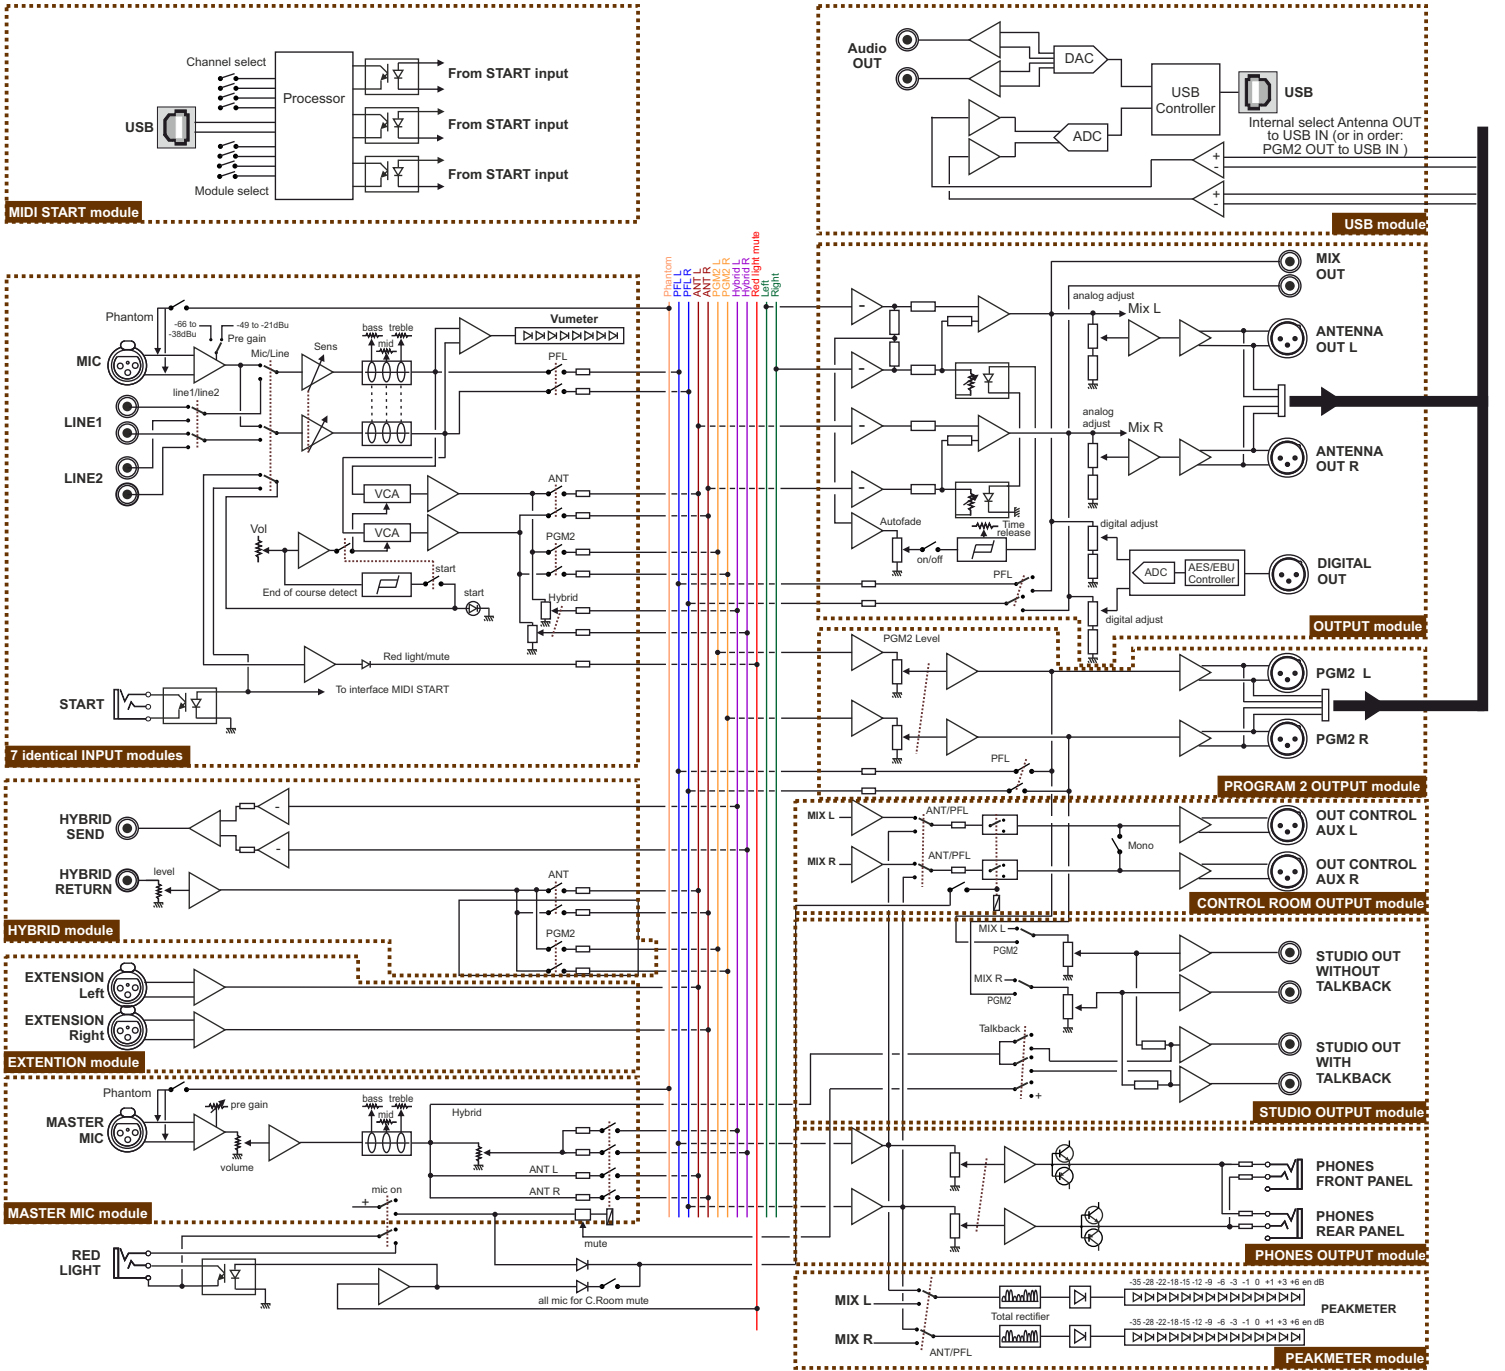 Channel select
Processor
USB
Module select
From START input
From START input
From START input
MIDI START module
Audio
OUT
DAC
ADC
USB
Controller
USB
Internal select Antenna OUT
to USB IN (or in order:
PGM2 OUT to USB IN )
+
-
+
-
USB module
Phantom
PFL L
PFL R
ANT L
ANT R
PGM2 L
PGM2 R
Hybrid L
Hybrid R
Red light mute
Left
Right
Phantom
-66 to
-38dBu
-49 to -21dBu
Pre gain
MIC
Mic/Line
Sens
bass treble
mid
Vumeter
PFL
line1/line2
LINE1
LINE2
VCA
VCA
ANT
PGM2
Hybrid
Vol
start
End of course detect
start
Red light/mute
To interface MIDI START
START
7 identical INPUT modules
MIX
OUT
analog adjust
Mix L
ANTENNA
OUT L
analog
adjust
Mix R
ANTENNA
OUT R
-
-
-
-
Autofade
on/off
Time
release
digital adjust
ADC
AES/EBU
Controller
DIGITAL
OUT
PFL
digital adjust
OUTPUT module
PGM2 Level
PGM2 L
PGM2 R
PFL
PROGRAM 2 OUTPUT module
HYBRID
SEND
-
-
HYBRID
RETURN
level
ANT
PGM2
HYBRID module
MIX L
ANT/PFL
MIX R
ANT/PFL
Mono
OUT CONTROL
AUX L
OUT CONTROL
AUX R
CONTROL ROOM OUTPUT module
EXTENSION
Left
EXTENSION
Right
EXTENTION module
MIX L
PGM2
MIX R
PGM2
Talkback
+
STUDIO OUT
WITHOUT
TALKBACK
STUDIO OUT
WITH
TALKBACK
STUDIO OUTPUT module
Phantom
MASTER
MIC
pre gain
volume
bass treble
mid
Hybrid
ANT L
ANT R
mic on
+
mute
MASTER MIC module
RED
LIGHT
all mic for C.Room mute
PHONES
FRONT PANEL
PHONES
REAR PANEL
PHONES OUTPUT module
MIX L
MIX R
ANT/PFL
Total rectifier
-35 -28 -22 -18 -15 -12 -9 -6 -3 -1 0 +1 +3 +6 en dB
PEAKMETER
-35 -28 -22 -18 -15 -12 -9 -6 -3 -1 0 +1 +3 +6 en dB
PEAKMETER module